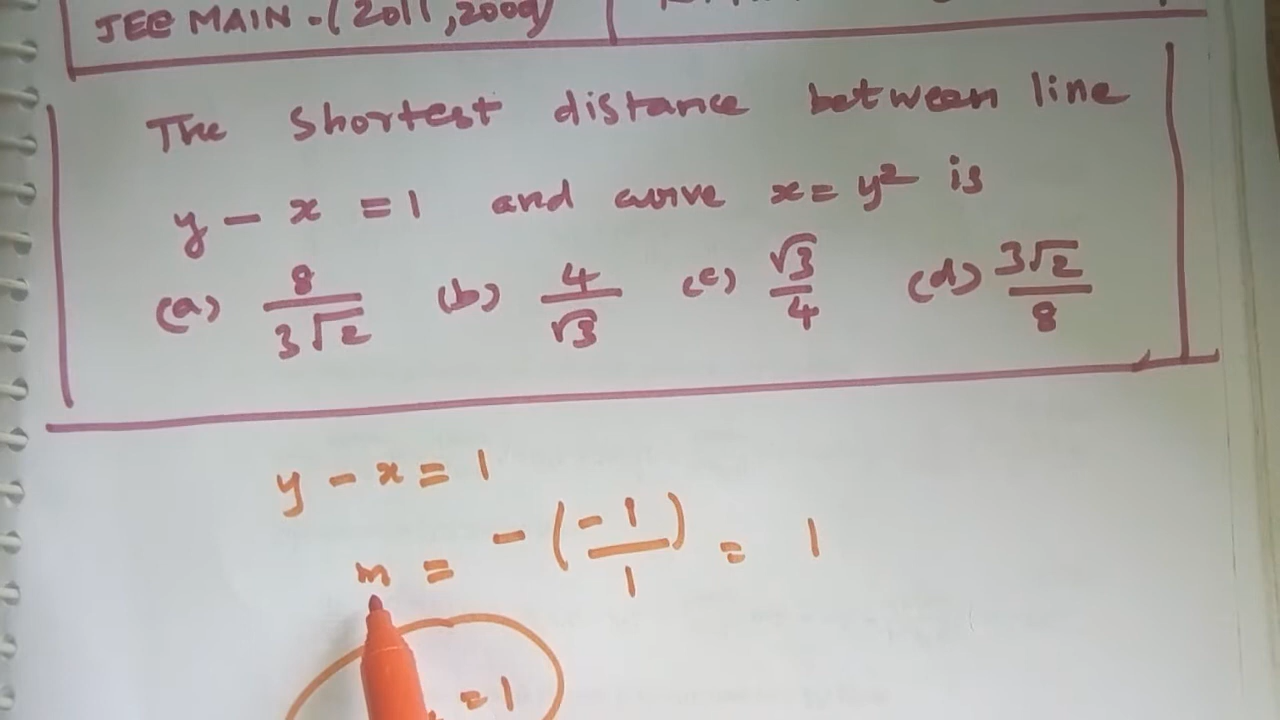 JEE MAIN - (2011, 2009)
The shortest distance between line
y - x = 1 and curve x = y² is
(a) 8/3√2 (b) 4/√3 (c) √3/4 (d) 3√2/8
y - x = 1
m = - (-1/1) = 1
= 1